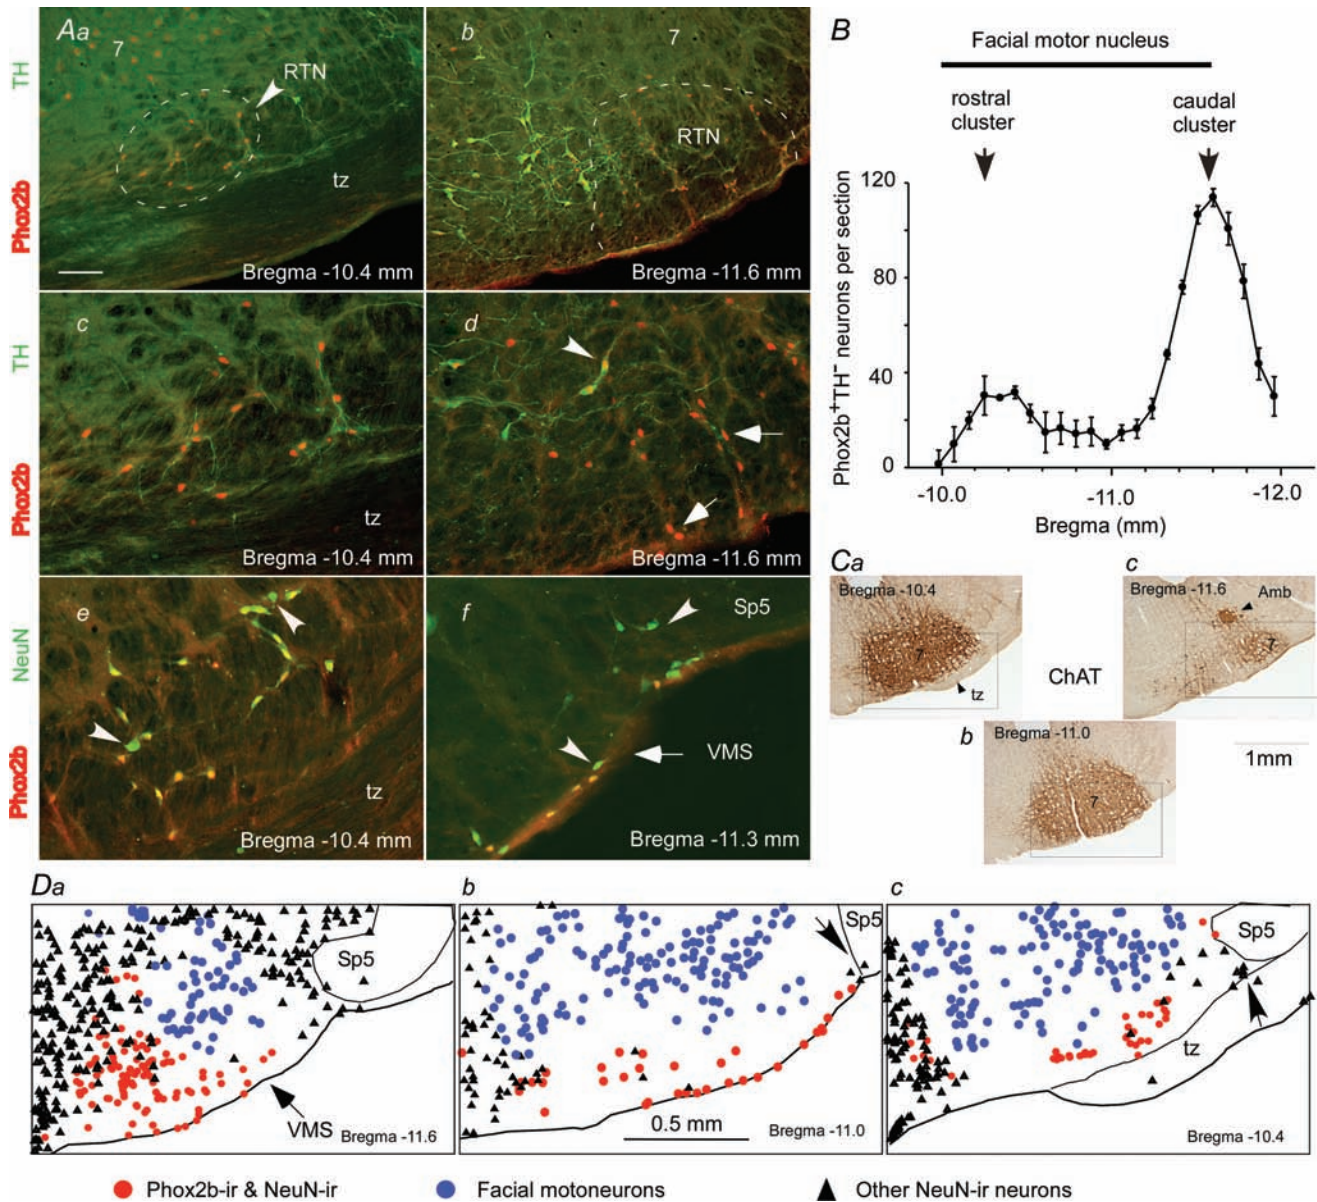 Aa
7
RTN
tz
Bregma -10.4 mm
TH
Phox2b
b
7
RTN
Bregma -11.6 mm
c
tz
Bregma -10.4 mm
TH
Phox2b
d
Bregma -11.6 mm
e
tz
Bregma -10.4 mm
NeuN
Phox2b
f
Sp5
VMS
Bregma -11.3 mm
B
Facial motor nucleus
rostral
cluster
caudal
cluster
Phox2b+TH− neurons per section
120
80
40
0
-10.0
-11.0
-12.0
Bregma (mm)
Ca
Bregma -10.4
7
tz
ChAT
c
Bregma -11.6
Amb
7
b
Bregma -11.0
7
1mm
Da
Sp5
VMS
Bregma -11.6
b
Sp5
0.5 mm
Bregma -11.0
c
Sp5
tz
Bregma -10.4
Phox2b-ir & NeuN-ir
Facial motoneurons
Other NeuN-ir neurons